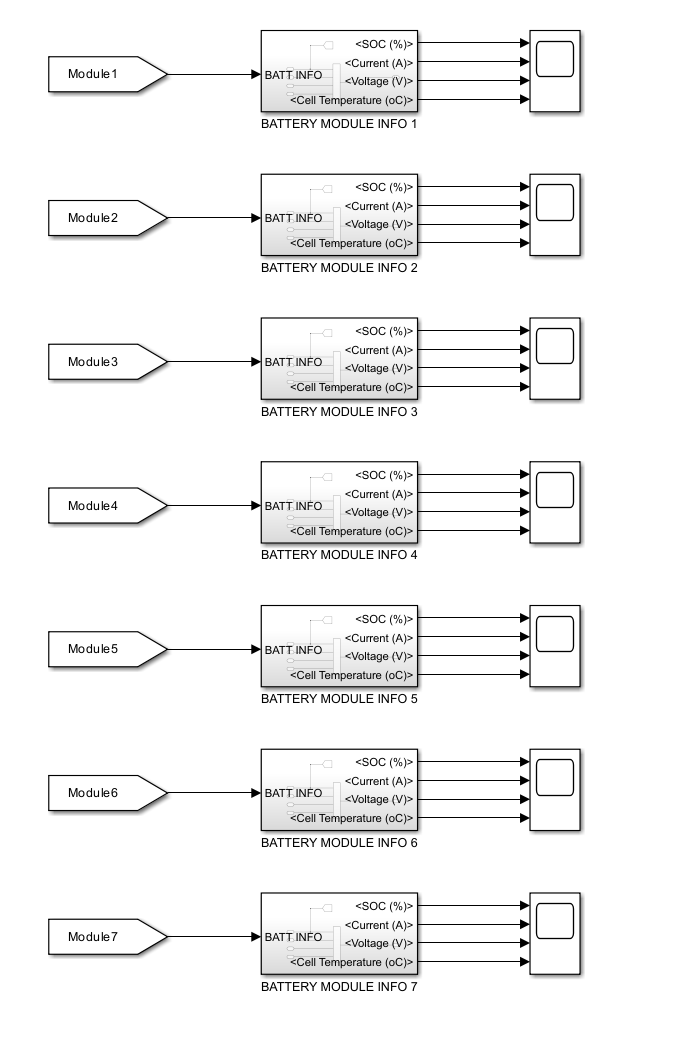 <SOC (%)>
Module1
BATT INFO
<Current (A)>
<Voltage (V)>
<Cell Temperature (oC)>
BATTERY MODULE INFO 1
<SOC (%)>
Module2
BATT INFO
<Current (A)>
<Voltage (V)>
<Cell Temperature (oC)>
BATTERY MODULE INFO 2
<SOC (%)>
Module3
BATT INFO
<Current (A)>
<Voltage (V)>
<Cell Temperature (oC)>
BATTERY MODULE INFO 3
<SOC (%)>
Module4
BATT INFO
<Current (A)>
<Voltage (V)>
<Cell Temperature (oC)>
BATTERY MODULE INFO 4
<SOC (%)>
Module5
BATT INFO
<Current (A)>
<Voltage (V)>
<Cell Temperature (oC)>
BATTERY MODULE INFO 5
<SOC (%)>
Module6
BATT INFO
<Current (A)>
<Voltage (V)>
<Cell Temperature (oC)>
BATTERY MODULE INFO 6
<SOC (%)>
Module7
BATT INFO
<Current (A)>
<Voltage (V)>
<Cell Temperature (oC)>
BATTERY MODULE INFO 7